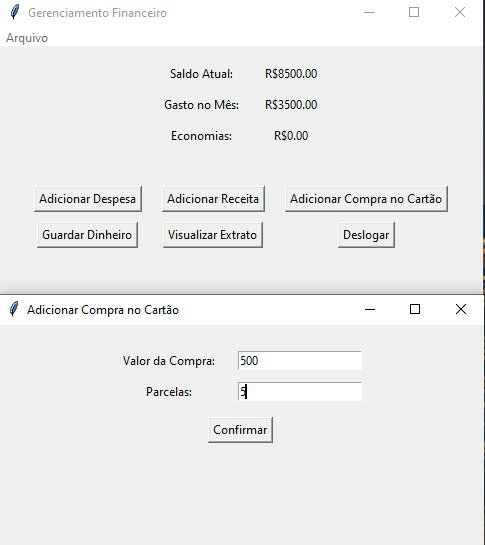 Gerenciamento Financeiro
Arquivo
Saldo Atual: R$8500.00
Gasto no Mês: R$3500.00
Economias: R$0.00
Adicionar Despesa Adicionar Receita Adicionar Compra no Cartão
Guardar Dinheiro Visualizar Extrato Deslogar
Adicionar Compra no Cartão
Valor da Compra: 500
Parcelas: 5
Confirmar